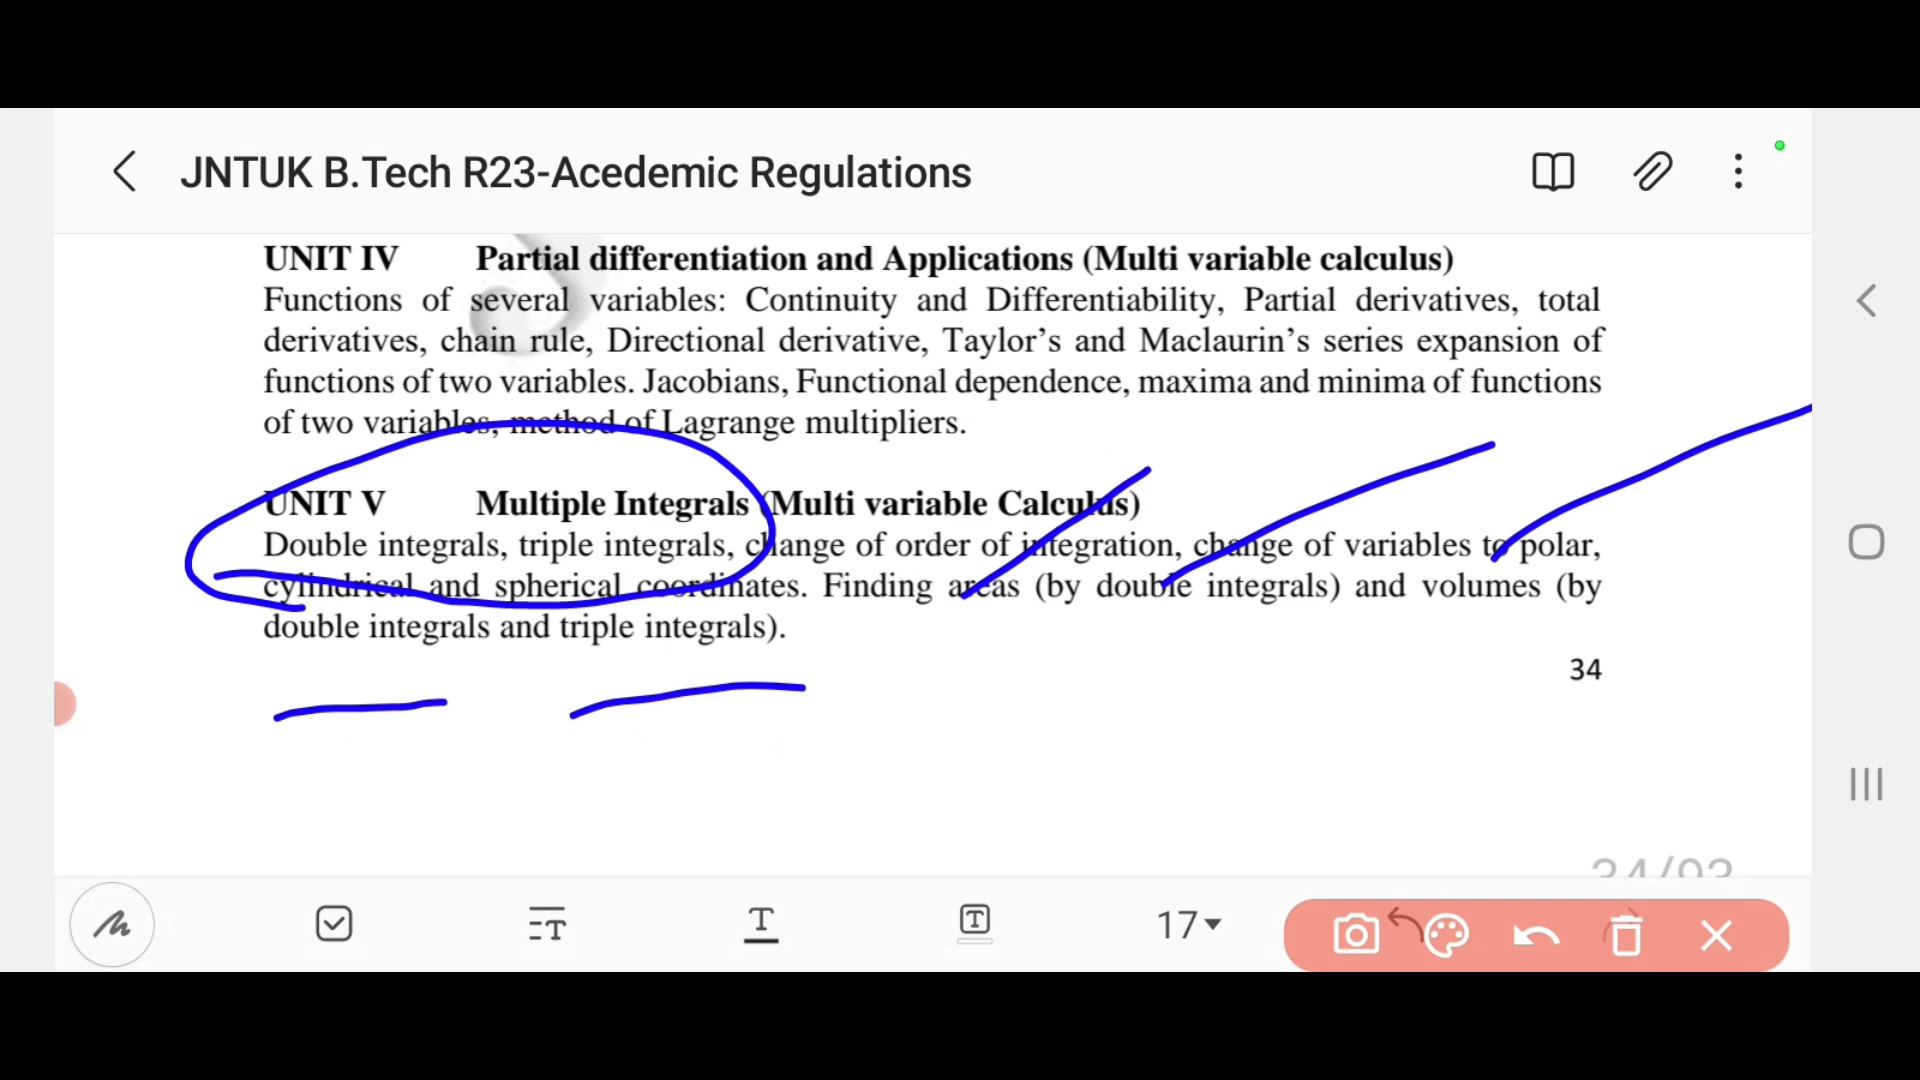 JNTUK B.Tech R23-Acedemic Regulations
UNIT IV Partial differentiation and Applications (Multi variable calculus)
Functions of several variables: Continuity and Differentiability, Partial derivatives, total
derivatives, chain rule, Directional derivative, Taylor’s and Maclaurin’s series expansion of
functions of two variables. Jacobians, Functional dependence, maxima and minima of functions
of two variables, method of Lagrange multipliers.
UNIT V Multiple Integrals (Multi variable Calculus)
Double integrals, triple integrals, change of order of integration, change of variables to polar,
cylindrical and spherical coordinates. Finding areas (by double integrals) and volumes (by
double integrals and triple integrals).
34
34/93
17